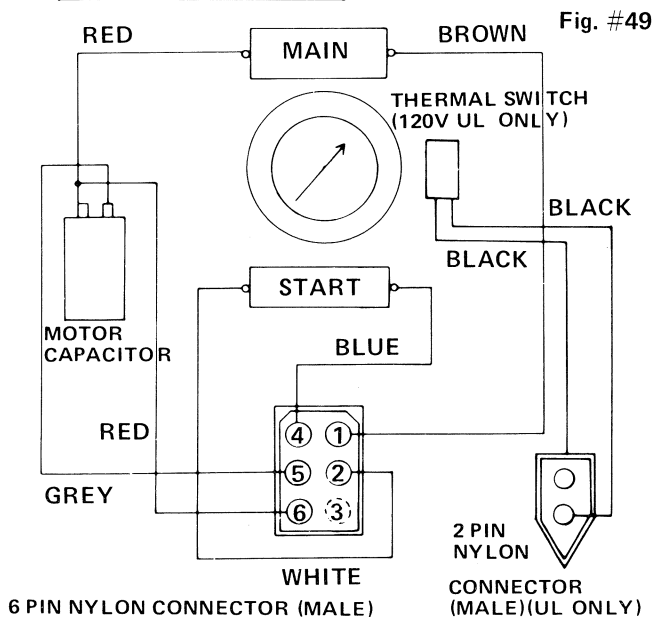 Fig. #49
RED
MAIN
BROWN
THERMAL SWITCH
(120V UL ONLY)
BLACK
BLACK
START
MOTOR
CAPACITOR
BLUE
RED
4
1
5
2
6
3
GREY
2 PIN
NYLON
CONNECTOR
(MALE)(UL ONLY)
WHITE
6 PIN NYLON CONNECTOR (MALE)